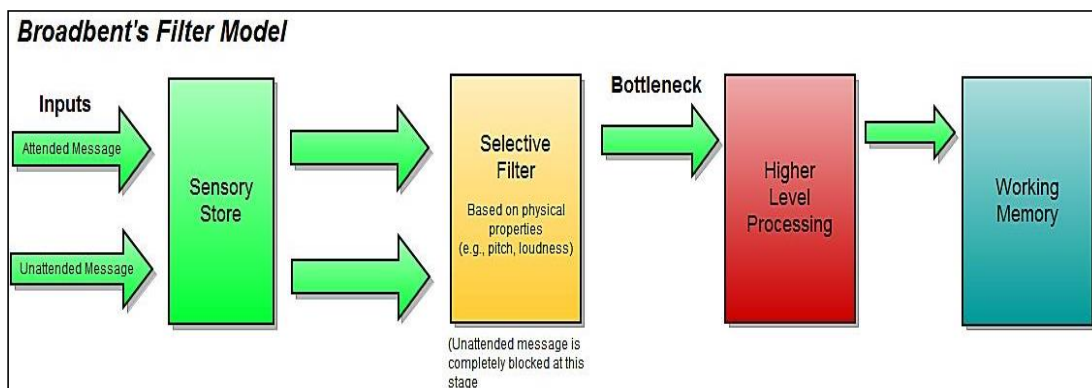 Broadbent's Filter Model
Inputs
Attended Message
Unattended Message
Sensory
Store
Selective
Filter
Based on physical
properties
(e.g., pitch, loudness)
(Unattended message is
completely blocked at this
stage
Bottleneck
Higher
Level
Processing
Working
Memory